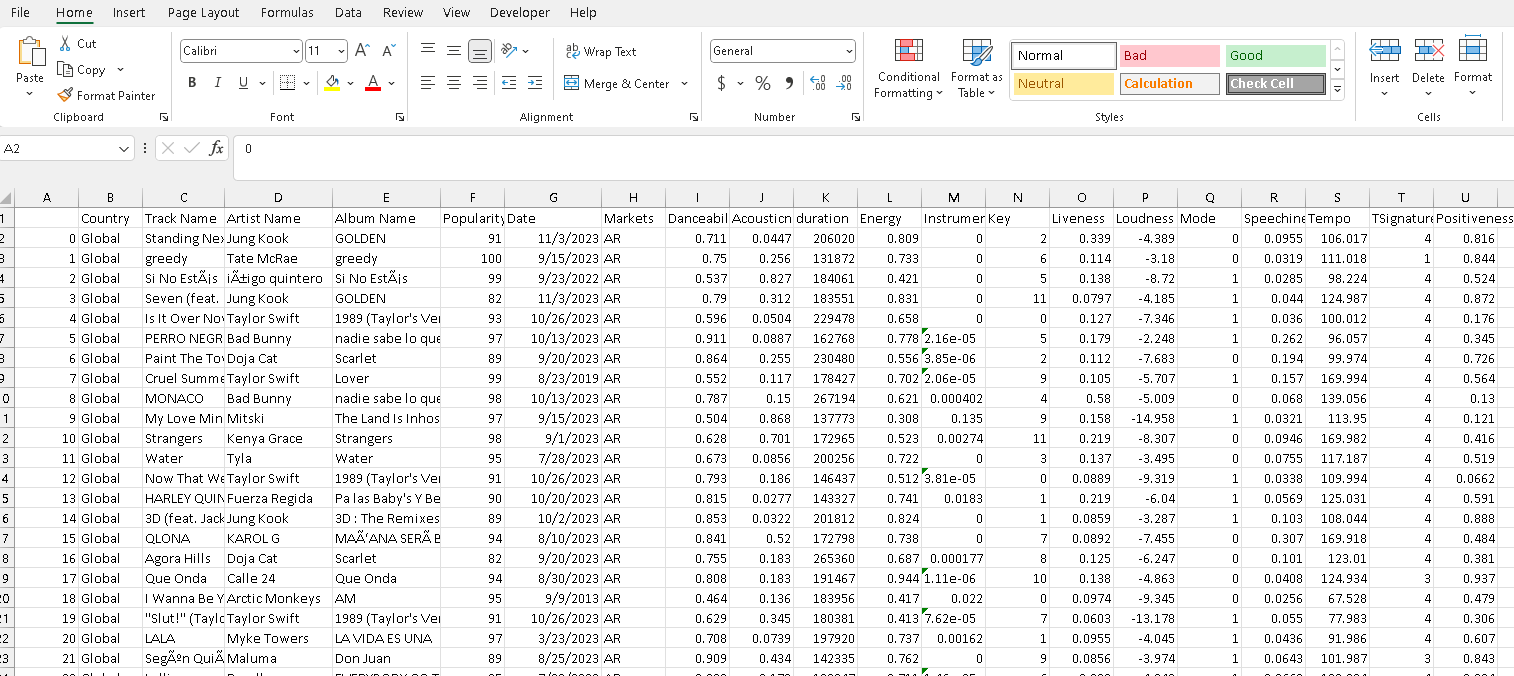 File Home Insert Page Layout Formulas Data Review View Developer Help
Paste Cut Copy Format Painter Clipboard
Calibri 11 A^ A˅ B I U A Font
ab Wrap Text Merge & Center Alignment
General $ % , .00 Number
Conditional Formatting Format as Table
Normal Bad Good
Neutral Calculation Check Cell
Styles
Insert Delete Format Cells
A2 fx 0
A B C D E F G H I J K L M N O P Q R S T U
1 Country Track Name Artist Name Album Name Popularity Date Markets Danceabil Acousticn duration Energy Instrumen Key Liveness Loudness Mode Speechine Tempo TSignature Positiveness
2 0 Global Standing Nex Jung Kook GOLDEN 91 11/3/2023 AR 0.711 0.0447 206020 0.809 0 2 0.339 -4.389 0 0.0955 106.017 4 0.816
3 1 Global greedy Tate McRae greedy 100 9/15/2023 AR 0.75 0.256 131872 0.733 0 6 0.114 -3.18 0 0.0319 111.018 1 0.844
4 2 Global Si No EstÃ¡s iÃ±igo quintero Si No EstÃ¡s 99 9/23/2022 AR 0.537 0.827 184061 0.421 0 5 0.138 -8.72 1 0.0285 98.224 4 0.524
5 3 Global Seven (feat. Jung Kook GOLDEN 82 11/3/2023 AR 0.79 0.312 183551 0.831 0 11 0.0797 -4.185 1 0.044 124.987 4 0.872
6 4 Global Is It Over Nov Taylor Swift 1989 (Taylor's Ver 93 10/26/2023 AR 0.596 0.0504 229478 0.658 0 0 0.127 -7.346 1 0.036 100.012 4 0.176
7 5 Global PERRO NEGR Bad Bunny nadie sabe lo que 97 10/13/2023 AR 0.911 0.0887 162768 0.778 2.16e-05 5 0.179 -2.248 1 0.262 96.057 4 0.345
8 6 Global Paint The Tov Doja Cat Scarlet 89 9/20/2023 AR 0.864 0.255 230480 0.556 3.85e-06 2 0.112 -7.683 0 0.194 99.974 4 0.726
9 7 Global Cruel Summe Taylor Swift Lover 99 8/23/2019 AR 0.552 0.117 178427 0.702 2.06e-05 9 0.105 -5.707 1 0.157 169.994 4 0.564
0 8 Global MONACO Bad Bunny nadie sabe lo que 98 10/13/2023 AR 0.787 0.15 267194 0.621 0.000402 4 0.58 -5.009 0 0.068 139.056 4 0.13
1 9 Global My Love Min Mitski The Land Is Inhos 97 9/15/2023 AR 0.504 0.868 137773 0.308 0.135 9 0.158 -14.958 1 0.0321 113.95 4 0.121
2 10 Global Strangers Kenya Grace Strangers 98 9/1/2023 AR 0.628 0.701 172965 0.523 0.00274 11 0.219 -8.307 0 0.0946 169.982 4 0.416
3 11 Global Water Tyla Water 95 7/28/2023 AR 0.673 0.0856 200256 0.722 0 3 0.137 -3.495 0 0.0755 117.187 4 0.519
4 12 Global Now That We Taylor Swift 1989 (Taylor's Ver 91 10/26/2023 AR 0.793 0.186 146437 0.512 3.81e-05 0 0.0889 -9.319 1 0.0338 109.994 4 0.0662
5 13 Global HARLEY QUIN Fuerza Regida Pa las Baby's Y Be 90 10/20/2023 AR 0.815 0.0277 143327 0.741 0.0183 1 0.219 -6.04 1 0.0569 125.031 4 0.591
6 14 Global 3D (feat. Jack Jung Kook 3D : The Remixes 89 10/2/2023 AR 0.853 0.0322 201812 0.824 0 1 0.0859 -3.287 1 0.103 108.044 4 0.888
7 15 Global QLONA KAROL G MAÃ‘ANA SERÃ B 94 8/10/2023 AR 0.841 0.52 172798 0.738 0 7 0.0892 -7.455 0 0.307 169.918 4 0.484
8 16 Global Agora Hills Doja Cat Scarlet 82 9/20/2023 AR 0.755 0.183 265360 0.687 0.000177 8 0.125 -6.247 0 0.101 123.01 4 0.381
9 17 Global Que Onda Calle 24 Que Onda 94 8/30/2023 AR 0.808 0.183 191467 0.944 1.11e-06 10 0.138 -4.863 0 0.0408 124.934 3 0.937
20 18 Global I Wanna Be Y Arctic Monkeys AM 95 9/9/2013 AR 0.464 0.136 183956 0.417 0.022 0 0.0974 -9.345 0 0.0256 67.528 4 0.479
21 19 Global "Slut!" (Taylo Taylor Swift 1989 (Taylor's Ver 91 10/26/2023 AR 0.629 0.345 180381 0.413 7.62e-05 7 0.0603 -13.178 1 0.055 77.983 4 0.306
22 20 Global LALA Myke Towers LA VIDA ES UNA 97 3/23/2023 AR 0.708 0.0739 197920 0.737 0.00162 1 0.0955 -4.045 1 0.0436 91.986 4 0.607
23 21 Global SegÃºn QuiÃ Maluma Don Juan 89 8/25/2023 AR 0.909 0.434 142335 0.762 0 9 0.0856 -3.974 1 0.0643 101.987 3 0.843